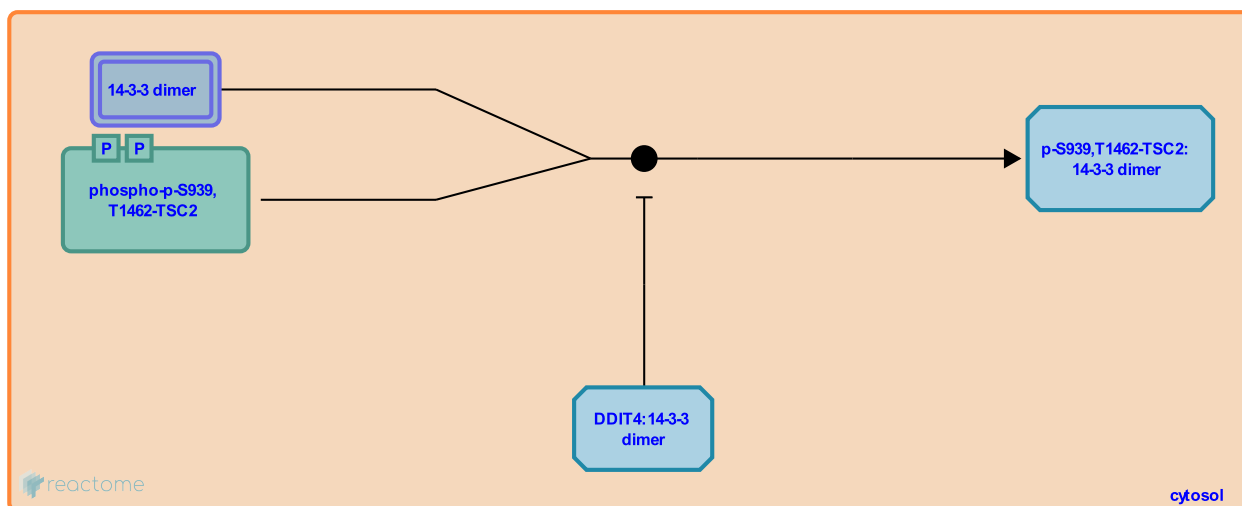 14-3-3 dimer
P P
phospho-p-S939,
T1462-TSC2
p-S939,T1462-TSC2:
14-3-3 dimer
DDIT4:14-3-3
dimer
reactome
cytosol